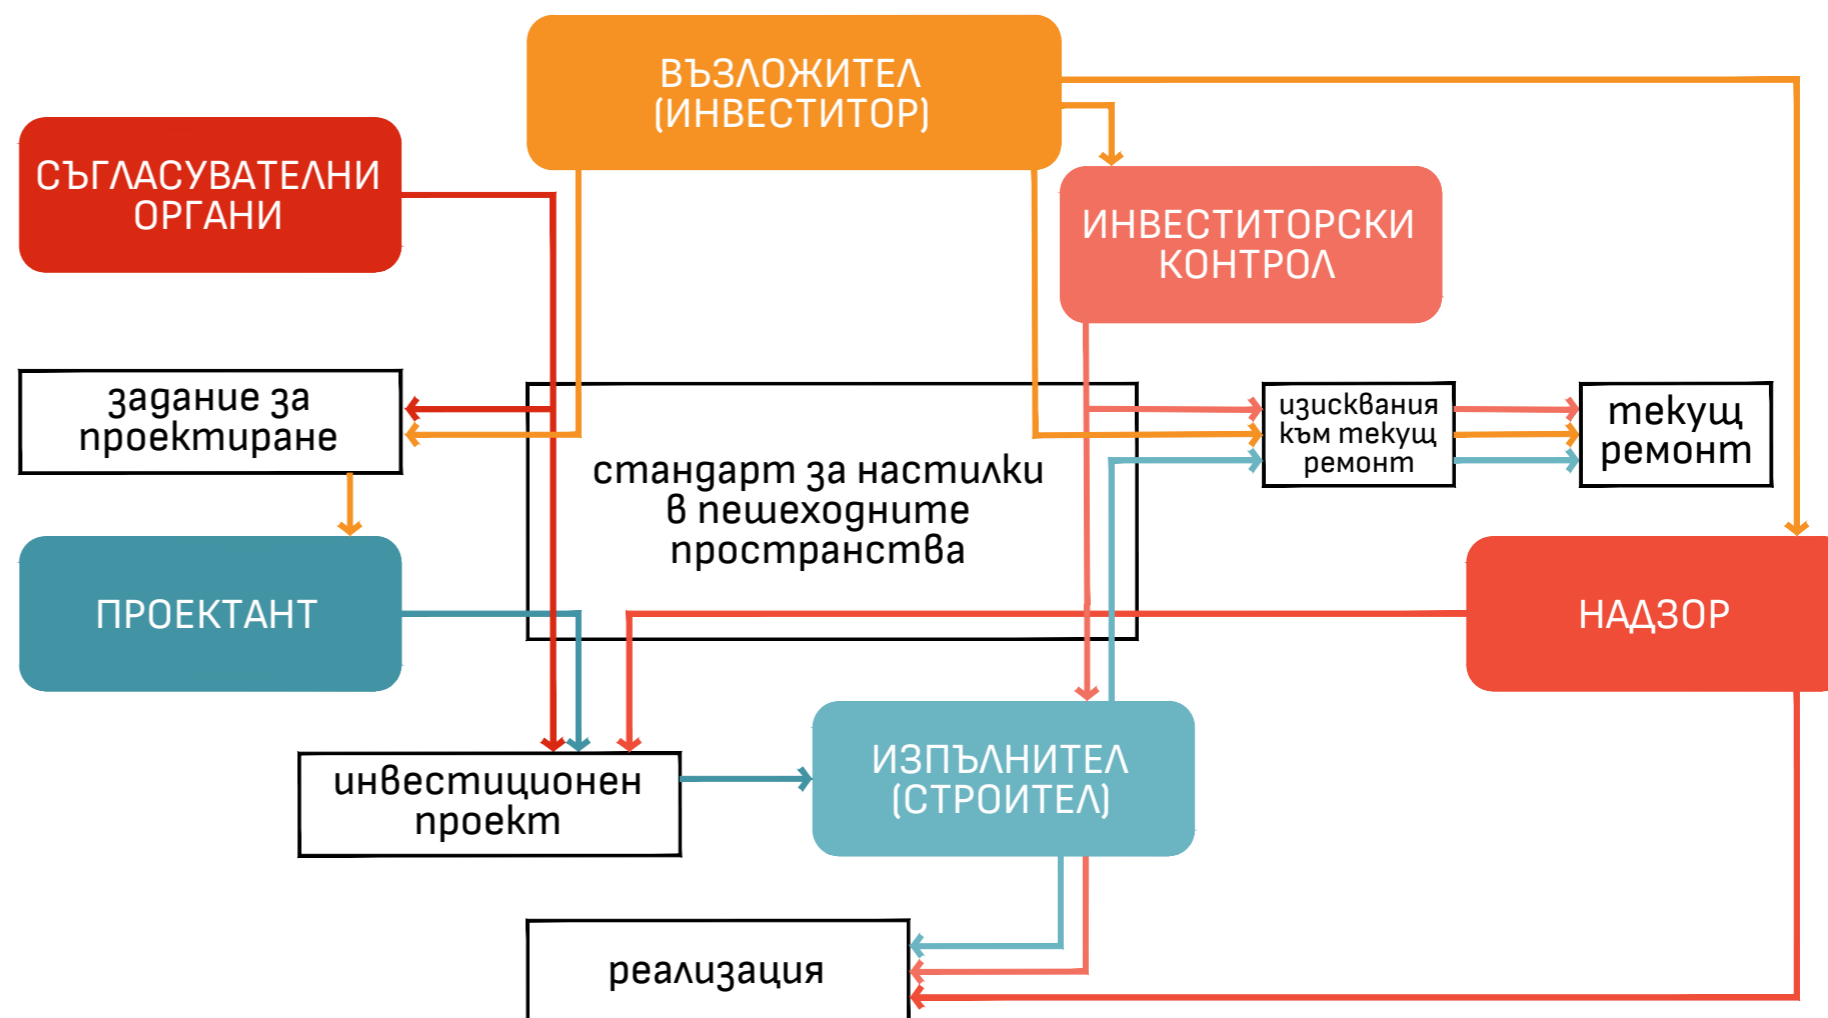 ВЪЗЛОЖИТЕЛ
(ИНВЕСТИТОР)
СЪГЛАСУВАТЕЛНИ
ОРГАНИ
ИНВЕСТИТОРСКИ
КОНТРОЛ
задание за
проектиране
стандарт за настилки
в пешеходните
пространства
изисквания
към текущ
ремонт
текущ
ремонт
ПРОЕКТАНТ
НАДЗОР
инвестиционен
проект
ИЗПЪЛНИТЕЛ
(СТРОИТЕЛ)
реализация